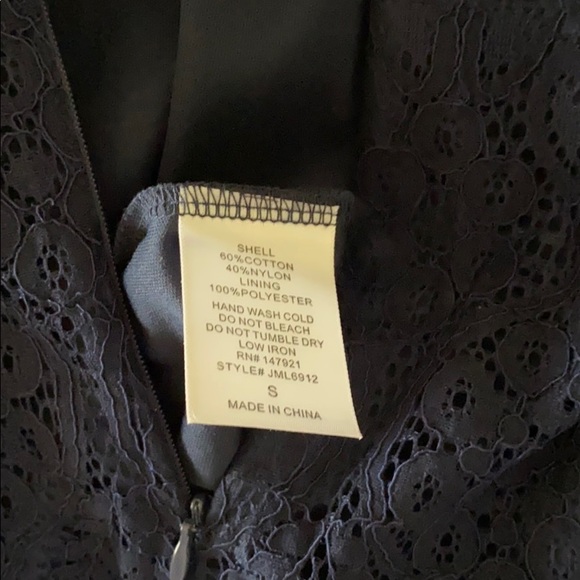 SHELL
60%COTTON
40%NYLON
LINING
100%POLYESTER
HAND WASH COLD
DO NOT BLEACH
DO NOT TUMBLE DRY
LOW IRON
RN# 147921
STYLE# JML6912
S
MADE IN CHINA